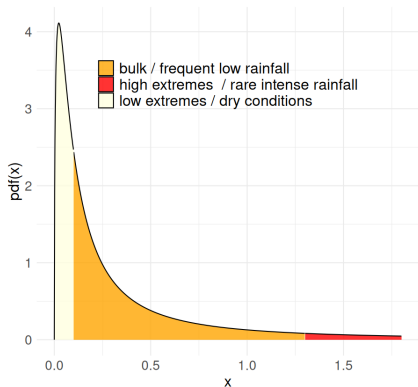 4
3
2
1
0
pdf(x)
bulk / frequent low rainfall
high extremes / rare intense rainfall
low extremes / dry conditions
0.0 0.5 1.0 1.5
x